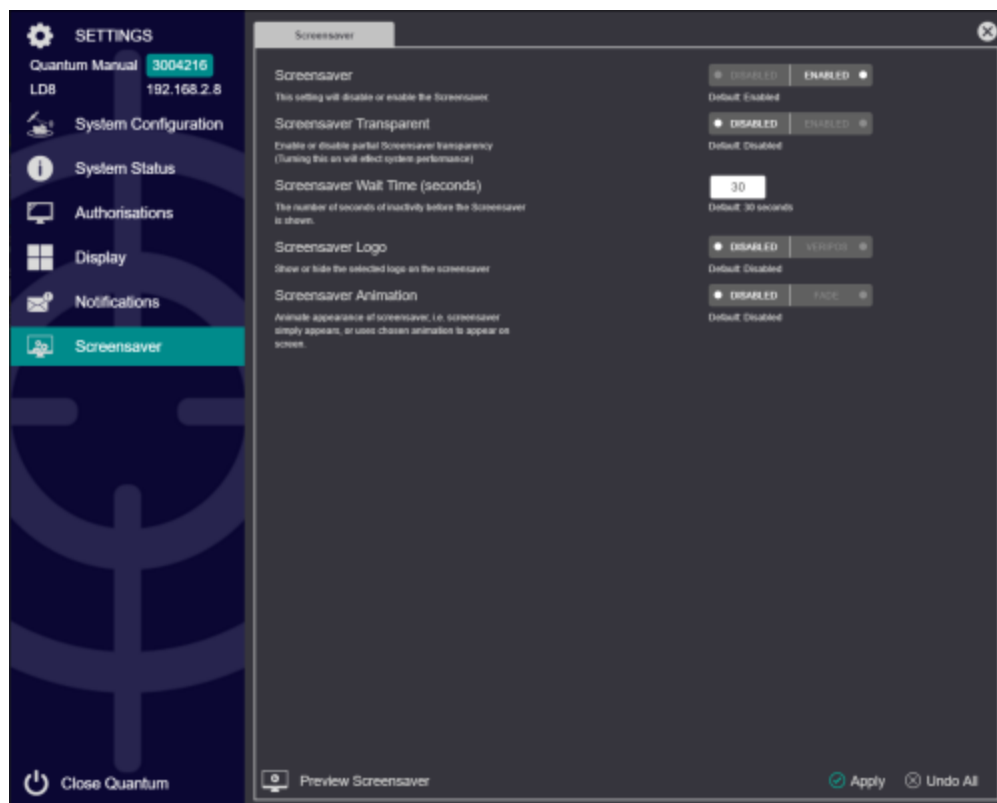 SETTINGS
Quantum Manual 3004216
LD8 192.168.2.8
System Configuration
System Status
Authorisations
Display
Notifications
Screensaver
Close Quantum
Screensaver
Screensaver
DISABLED ENABLED
This setting will disable or enable the Screensaver.
Default: Enabled
Screensaver Transparent
DISABLED ENABLED
Enable or disable partial Screensaver transparency
(Turning this on will effect system performance)
Default: Disabled
Screensaver Wait Time (seconds)
30
The number of seconds of inactivity before the Screensaver
is shown.
Default: 30 seconds
Screensaver Logo
DISABLED VERIPOS
Show or hide the selected logo on the screensaver
Default: Disabled
Screensaver Animation
DISABLED FADE
Animate appearance of screensaver, i.e. screensaver
simply appears, or uses chosen animation to appear on
screen.
Default: Disabled
Preview Screensaver
Apply
Undo All